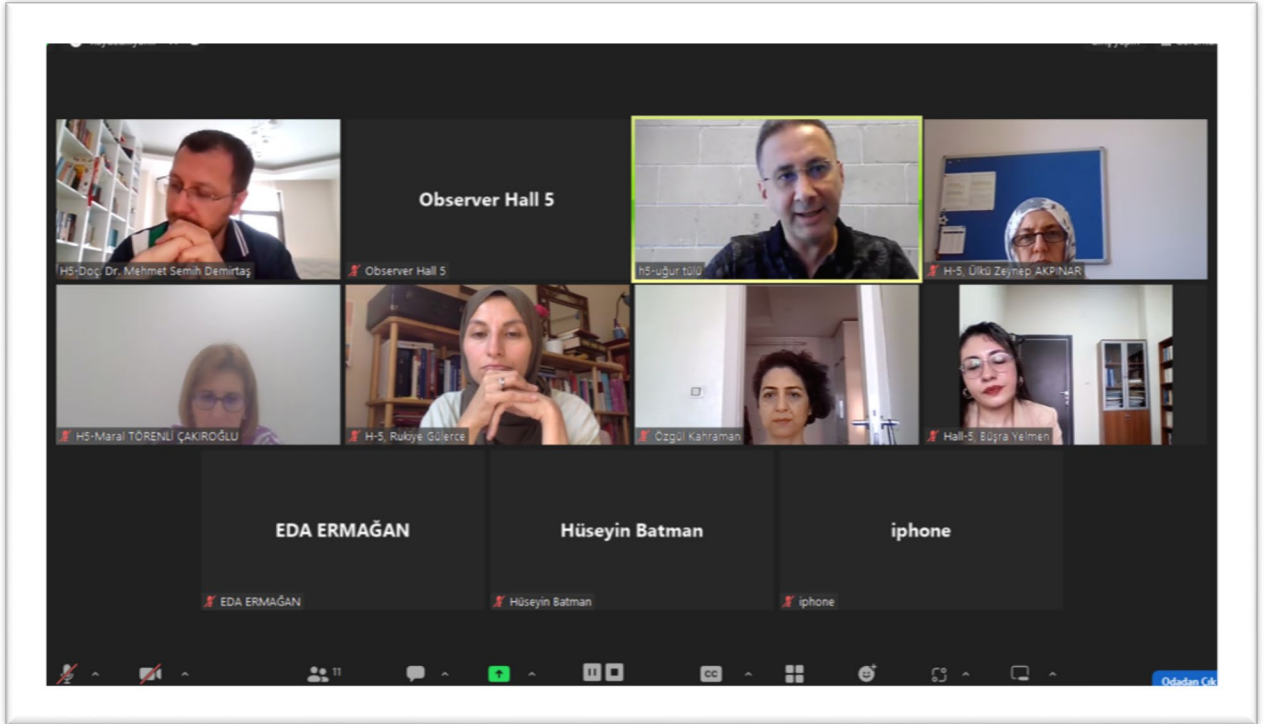 H5-Doç. Dr. Mehmet Semih Demirtaş
Observer Hall 5
Observer Hall 5
h5-uğur tülü
H-5, Ülkü Zeynep AKPINAR
H5-Maral TÖRENLİ ÇAKIROĞLU
H-5, Rukiye Gülerce
Özgül Kahraman
Hall-5, Büşra Yelmen
EDA ERMAĞAN
EDA ERMAĞAN
Hüseyin Batman
Hüseyin Batman
iphone
iphone
11
CC
Odadan Çık